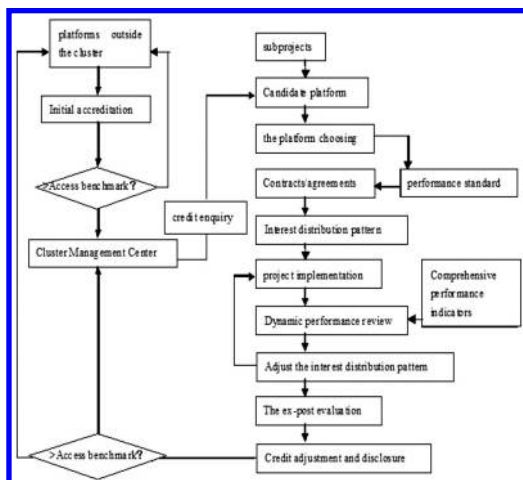 platforms outside
the cluster
Initial accreditation
>Access benchmark?
Cluster Management Center
>Access benchmark?
credit enquiry
subprojects
Candidate platform
the platform choosing
performance standard
Contracts/agreements
Interest distribution pattern
project implementation
Comprehensive
performance
indicators
Dynamic performance review
Adjust the interest distribution pattern
The ex-post evaluation
Credit adjustment and disclosure